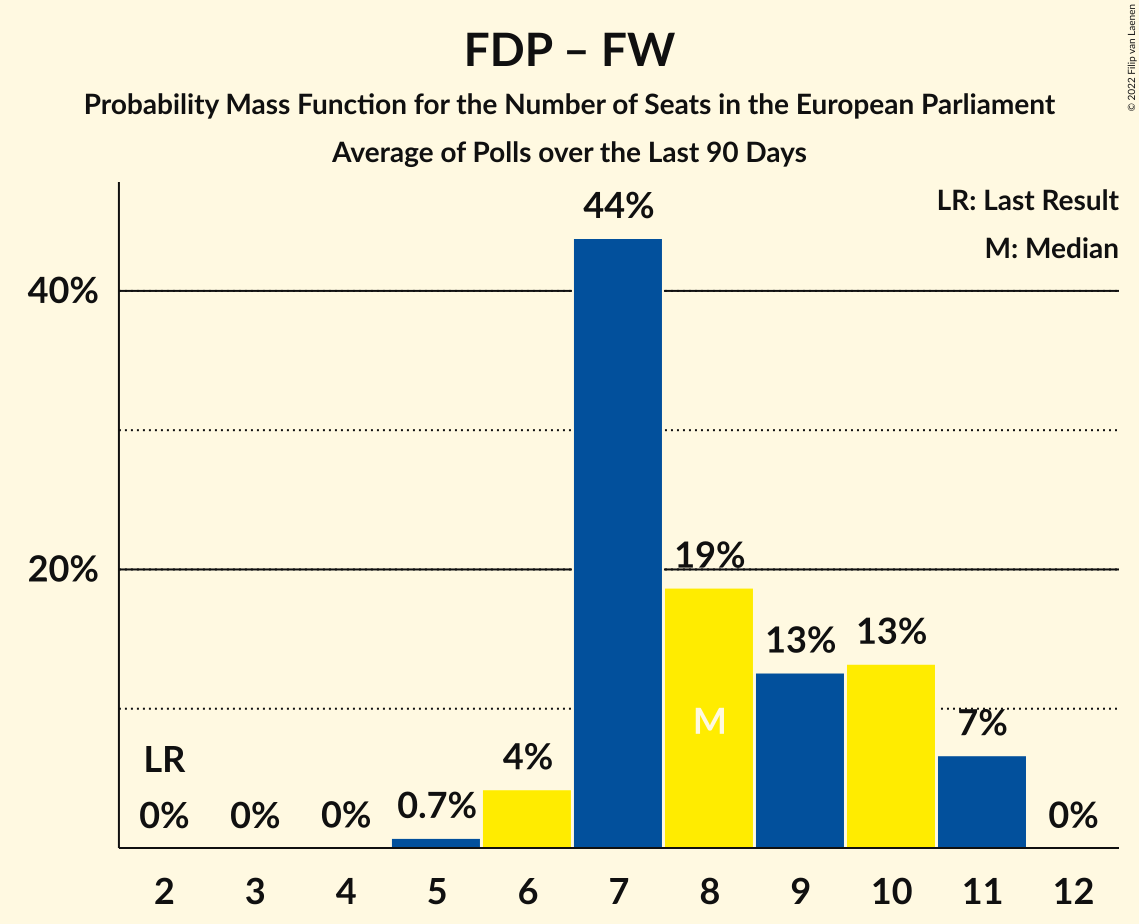 FDP – FW
Probability Mass Function for the Number of Seats in the European Parliament
Average of Polls over the Last 90 Days
© 2022 Filip van Laenen
LR: Last Result
M: Median
44%
40%
19%
20%
13%
13%
M
7%
LR
4%
0.7%
0%
0%
0%
0%
2 3 4 5 6 7 8 9 10 11 12